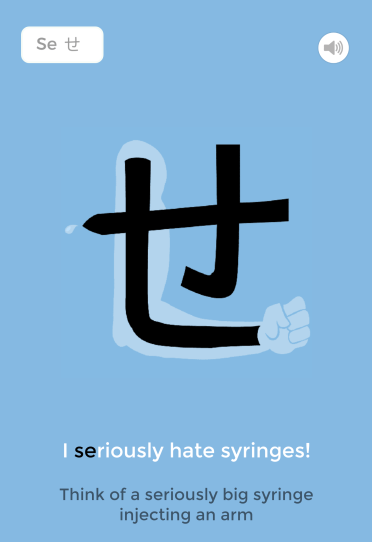 Se せ
せ
I seriously hate syringes!
Think of a seriously big syringe
injecting an arm